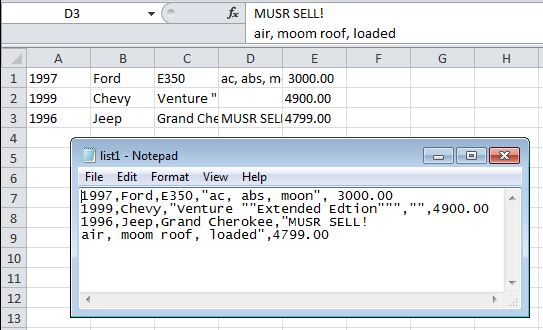 D3
fx
MUSR SELL!
air, moom roof, loaded
A B C D E F G H
1 1997 Ford E350 ac, abs, mo 3000.00
2 1999 Chevy Venture " 4900.00
3 1996 Jeep Grand Che MUSR SELL 4799.00
4
5
6
7
8
9
10
11
12
13
list1 - Notepad
File Edit Format View Help
1997,Ford,E350,"ac, abs, moon", 3000.00
1999,Chevy,"Venture ""Extended Edtion""","",4900.00
1996,Jeep,Grand Cherokee,"MUSR SELL!
air, moom roof, loaded",4799.00